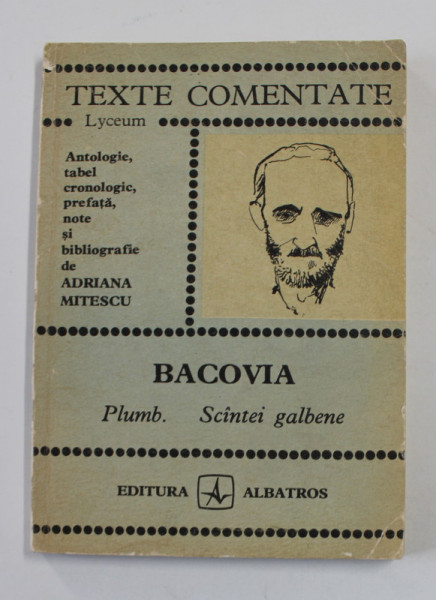 TEXTE COMENTATE
Lyceum
Antologie,
tabel
cronologic,
prefață,
note
și
bibliografie
de
ADRIANA
MITESCU
BACOVIA
Plumb. Scîntei galbene
EDITURA ALBATROS